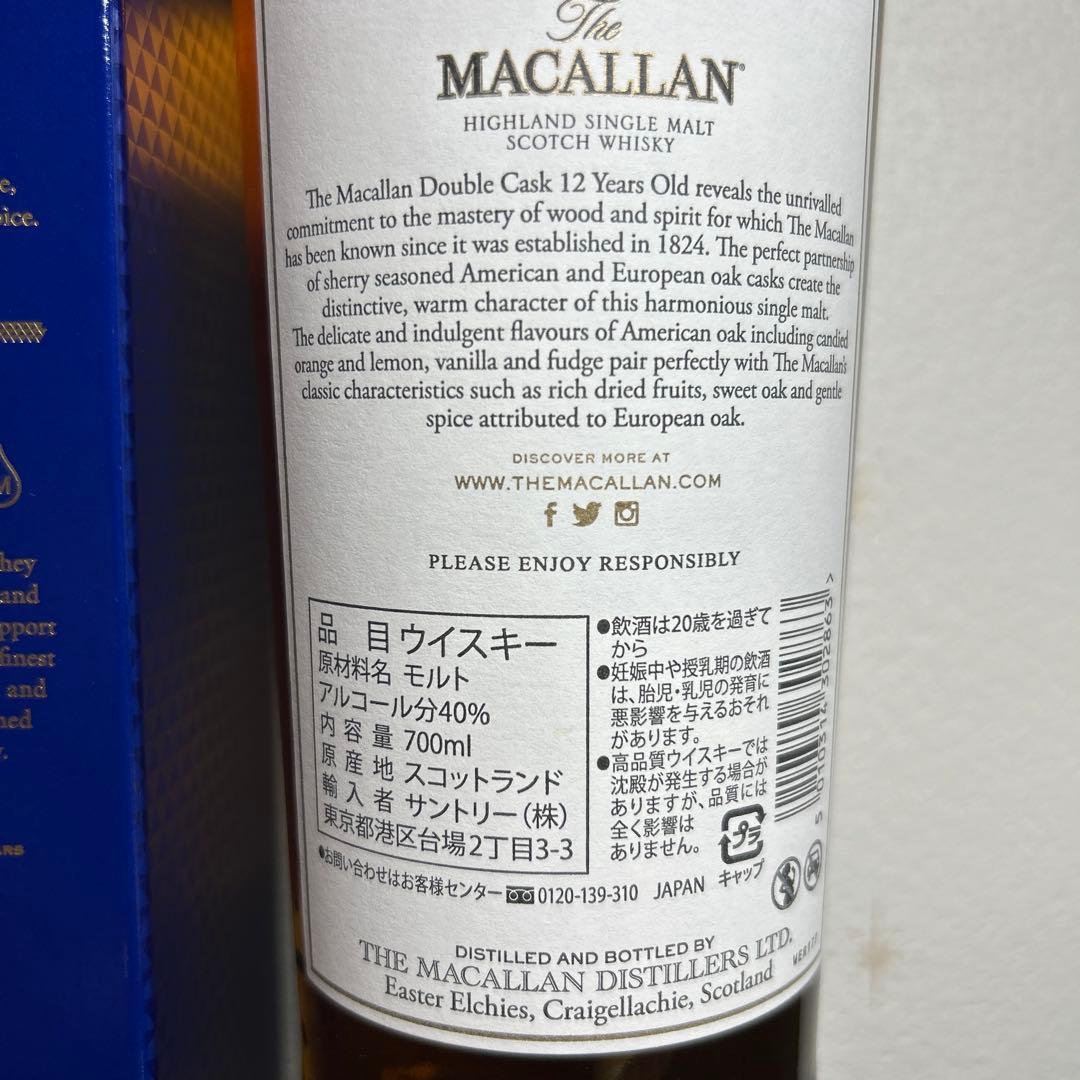 The
MACALLAN
HIGHLAND SINGLE MALT
SCOTCH WHISKY
The Macallan Double Cask 12 Years Old reveals the unrivalled
commitment to the mastery of wood and spirit for which The Macallan
has been known since it was established in 1824. The perfect partnership
of sherry seasoned American and European oak casks create the
distinctive, warm character of this harmonious single malt.
The delicate and indulgent flavours of American oak including candied
orange and lemon, vanilla and fudge pair perfectly with The Macallan's
classic characteristics such as rich dried fruits, sweet oak and gentle
spice attributed to European oak.
DISCOVER MORE AT
WWW.THEMACALLAN.COM
PLEASE ENJOY RESPONSIBLY
品目 ウイスキー
原材料名 モルト
アルコール分40%
内容量 700ml
原産地 スコットランド
輸入者 サントリー(株)
東京都港区台場2丁目3-3
●飲酒は20歳を過ぎて
から
●妊娠中や授乳期の飲酒
は、胎児・乳児の発育に
悪影響を与えるおそれ
があります。
●高品質ウイスキーでは
沈殿が発生する場合が
ありますが、品質には
全く影響は
ありません。
プラ
キャップ
5 010314 302863 >
●お問い合わせはお客様センター 0120-139-310 JAPAN
DISTILLED AND BOTTLED BY
THE MACALLAN DISTILLERS LTD.
Easter Elchies, Craigellachie, Scotland
hey
and
pport
finest
and